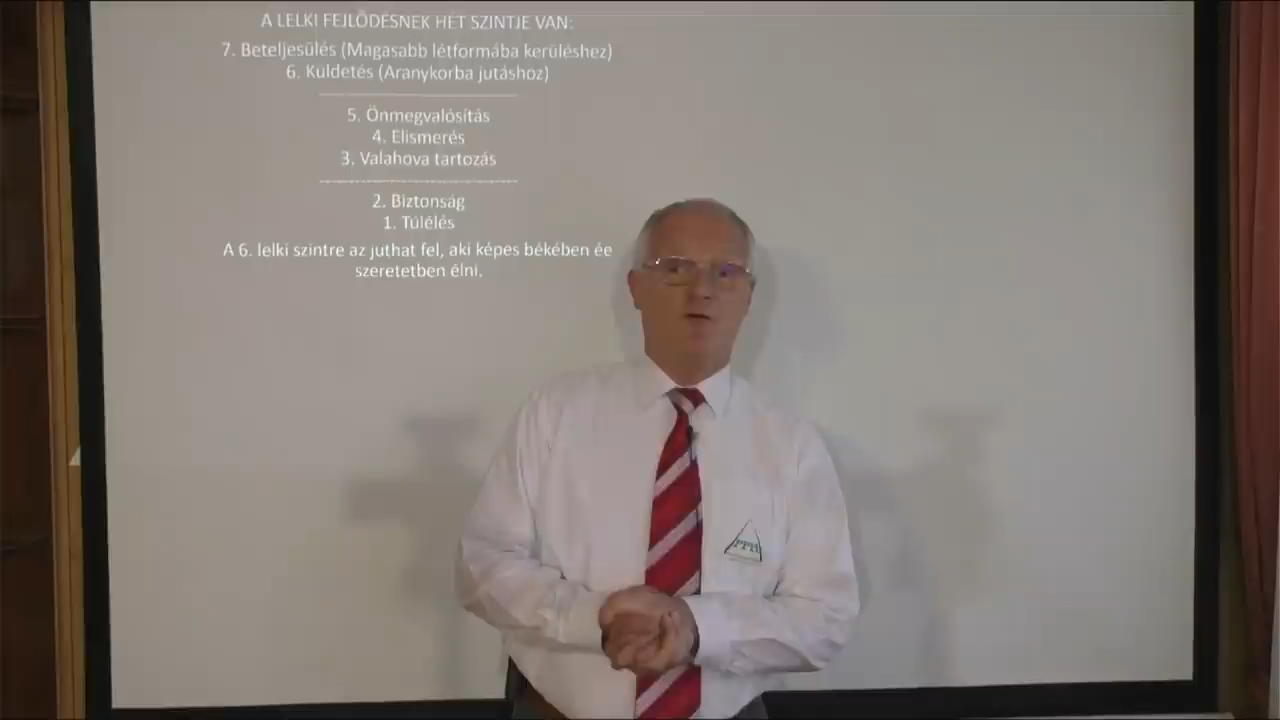 A LELKI FEJLŐDÉSNEK HÉT SZINTJE VAN:
7. Beteljesülés (Magasabb létformába kerüléshez)
6. Küldetés (Aranykorba jutáshoz)
5. Önmegvalósítás
4. Elismerés
3. Valahova tartozás
2. Biztonság
1. Túlélés
A 6. lelki szintre az juthat fel, aki képes békében ée
szeretetben élni.